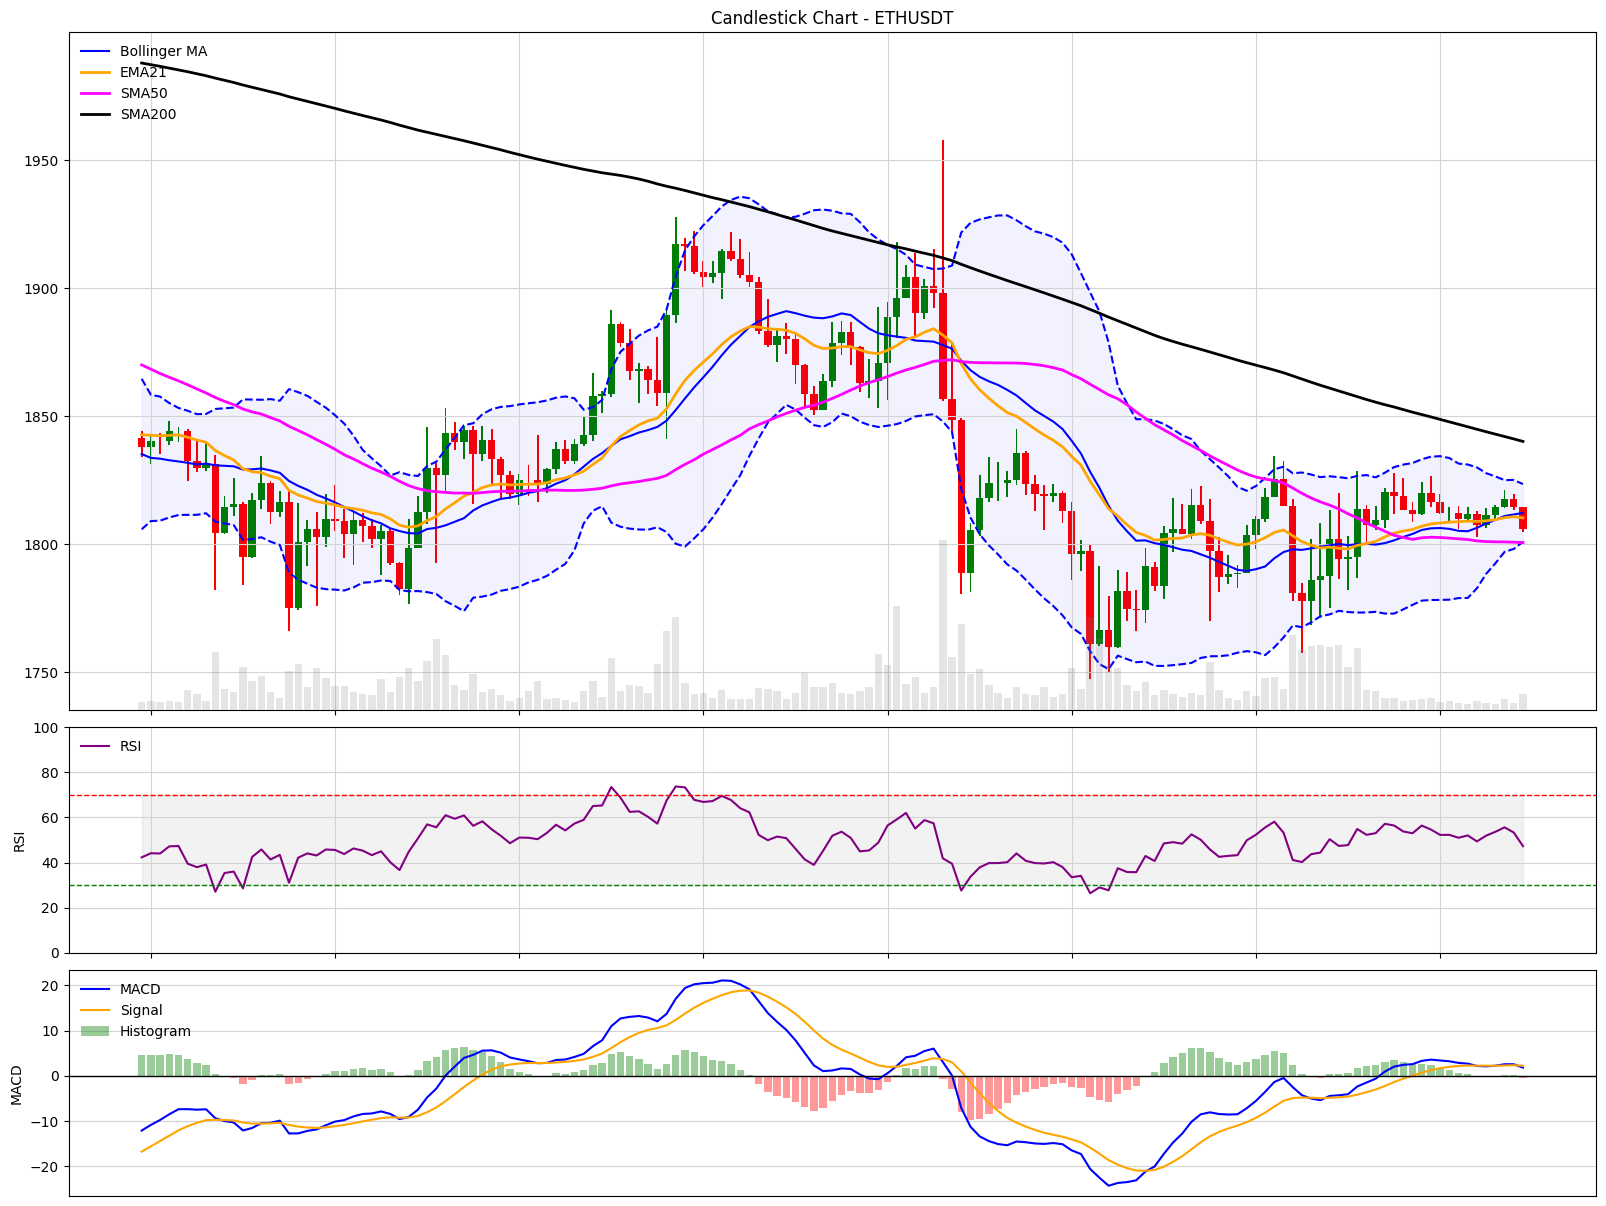 Candlestick Chart - ETHUSDT
Bollinger MA
EMA21
SMA50
SMA200
1950
1900
1850
1800
1750
100
80
60
40
20
0
RSI
RSI
20
10
0
−10
−20
MACD
MACD
Signal
Histogram